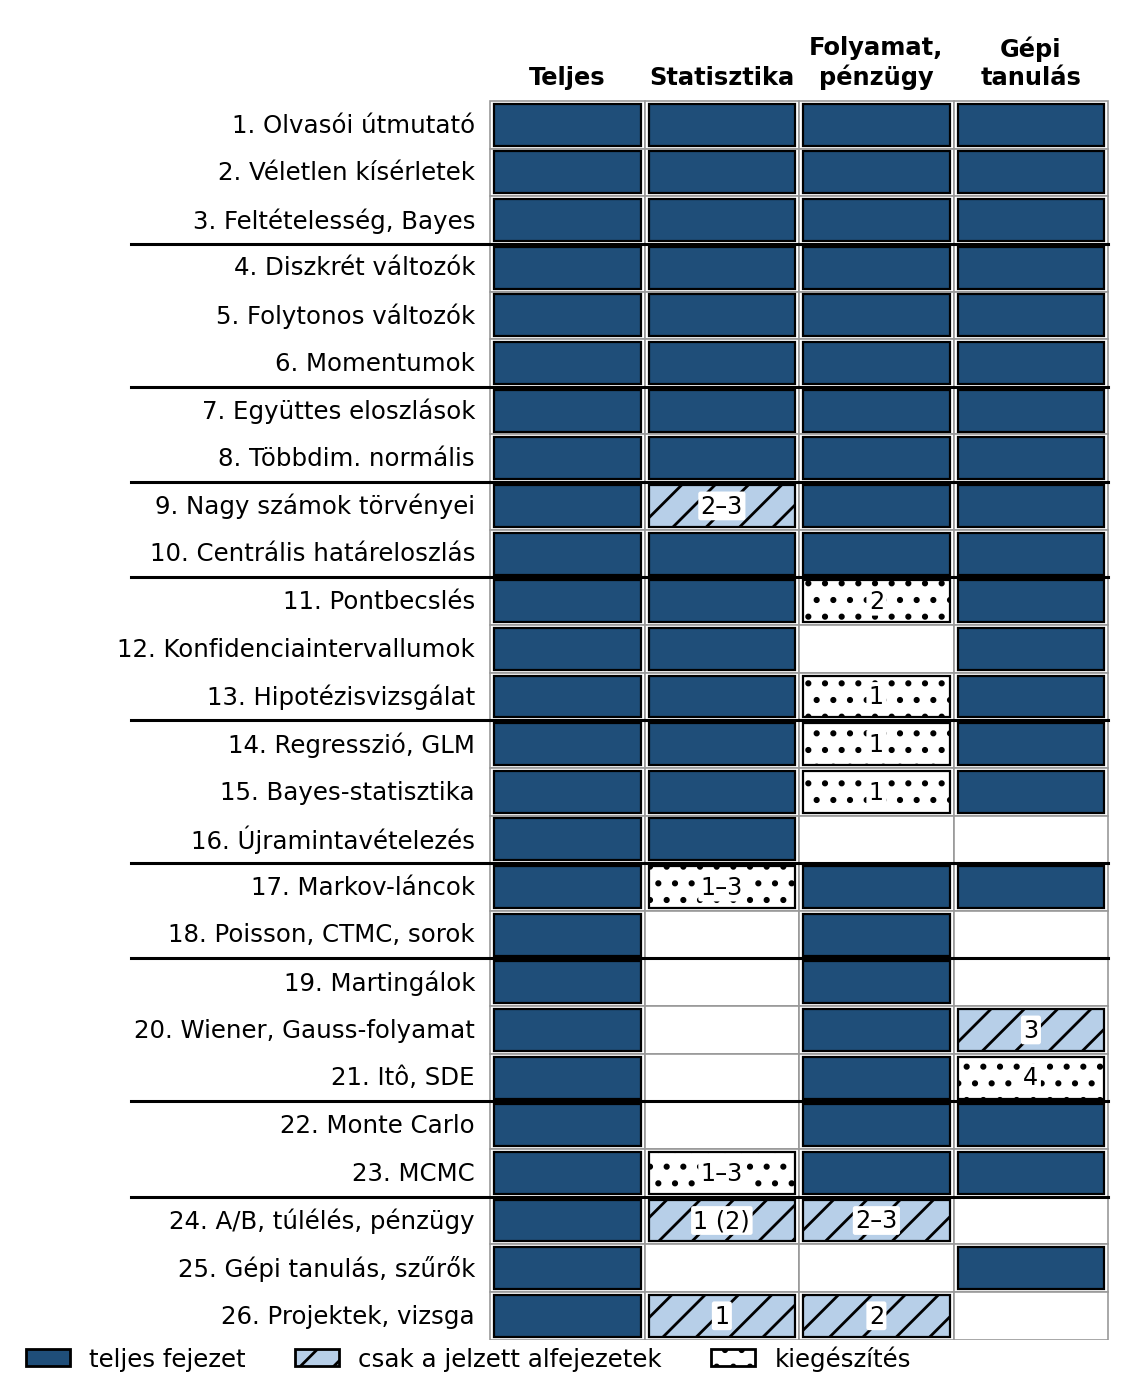 Teljes Statisztika Folyamat, pénzügy Gépi tanulás
1. Olvasói útmutató
2. Véletlen kísérletek
3. Feltételesség, Bayes
4. Diszkrét változók
5. Folytonos változók
6. Momentumok
7. Együttes eloszlások
8. Többdim. normális
9. Nagy számok törvényei 2–3
10. Centrális határeloszlás
11. Pontbecslés 2
12. Konfidenciaintervallumok
13. Hipotézisvizsgálat 1
14. Regresszió, GLM 1
15. Bayes-statisztika 1
16. Újramintavételezés
17. Markov-láncok 1–3
18. Poisson, CTMC, sorok
19. Martingálok
20. Wiener, Gauss-folyamat 3
21. Itô, SDE 4
22. Monte Carlo
23. MCMC 1–3
24. A/B, túlélés, pénzügy 1 (2) 2–3
25. Gépi tanulás, szűrők
26. Projektek, vizsga 1 2
teljes fejezet csak a jelzett alfejezetek kiegészítés